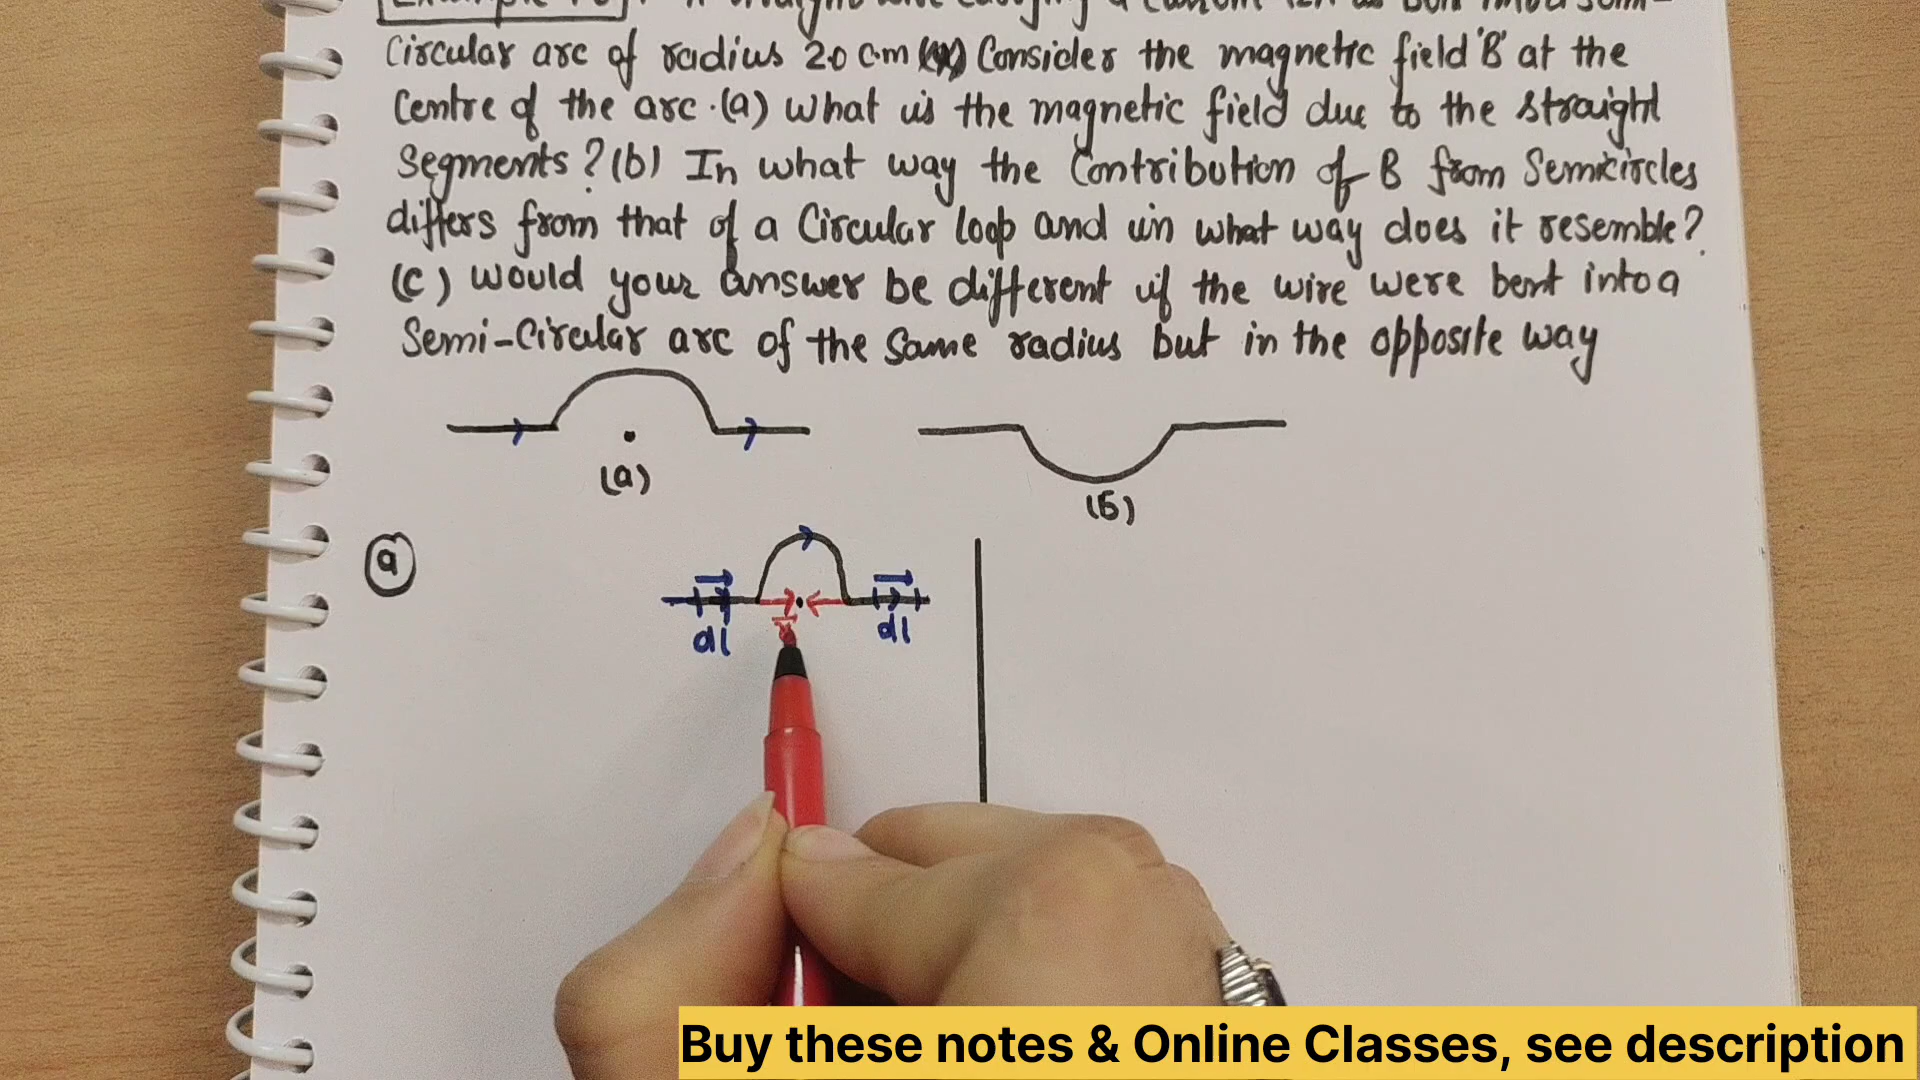 Circular arc of radius 2.0 cm Consider the magnetic field 'B' at the
Centre of the arc. (a) what is the magnetic field due to the straight
Segments? (b) In what way the Contribution of B from Semicircles
differs from that of a Circular loop and in what way does it resemble?
(c) would your answer be different if the wire were bent into a
Semi-Circular arc of the Same radius but in the opposite way
(a)
(b)
a
dl
dl
Buy these notes & Online Classes, see description